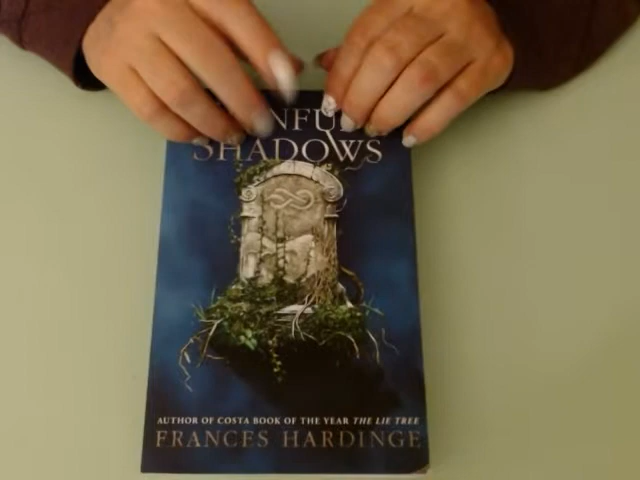 SHADOWS
AUTHOR OF COSTA BOOK OF THE YEAR THE LIE TREE
FRANCES HARDINGE